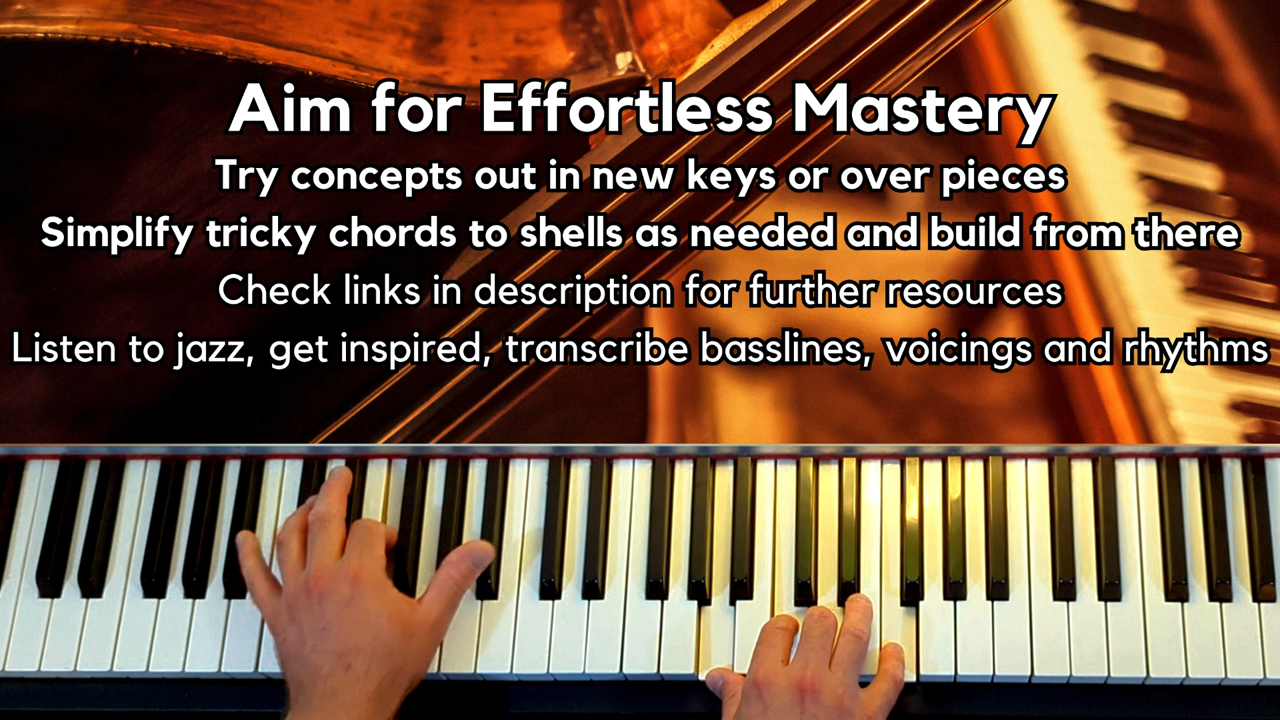 Aim for Effortless Mastery
Try concepts out in new keys or over pieces
Simplify tricky chords to shells as needed and build from there
Check links in description for further resources
Listen to jazz, get inspired, transcribe basslines, voicings and rhythms